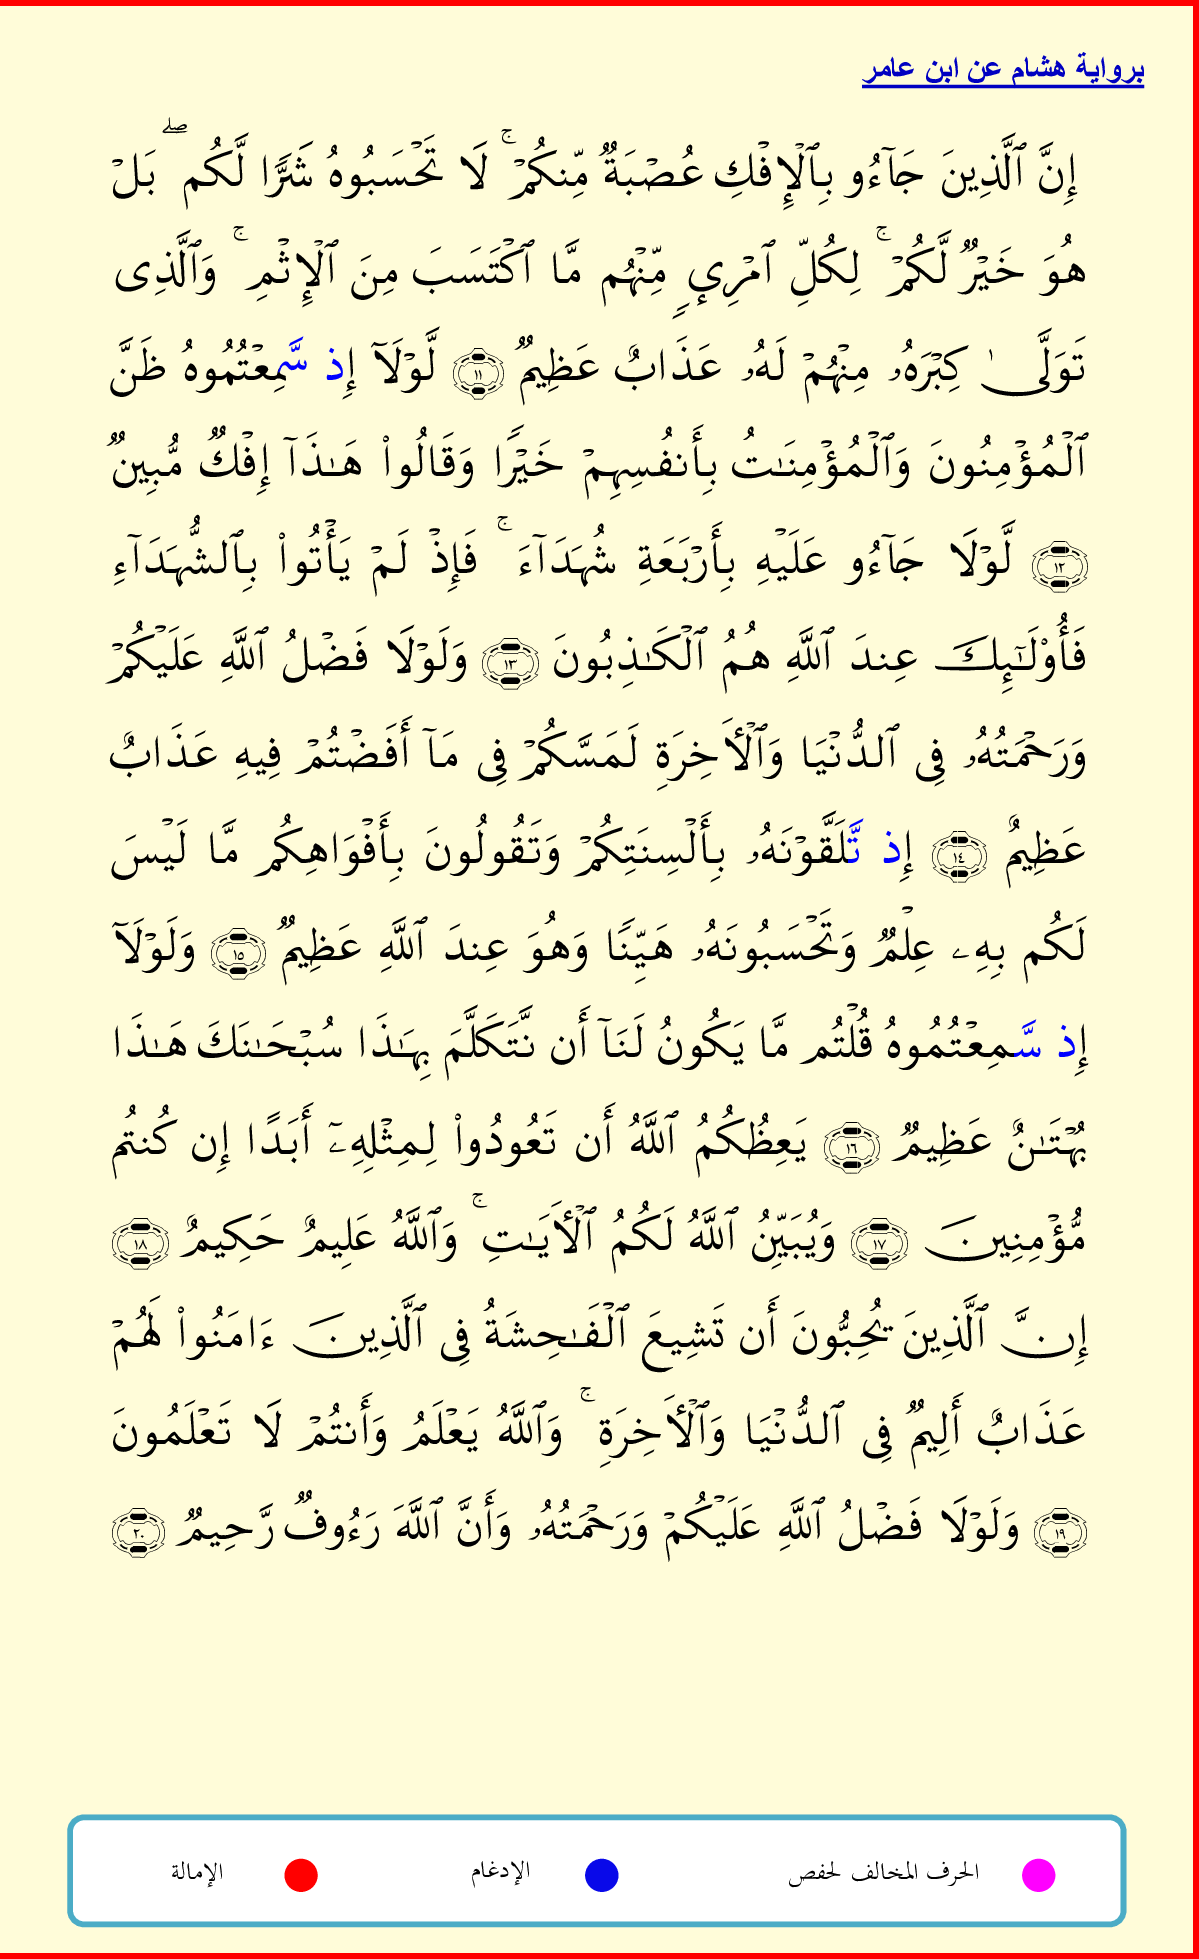 برواية هشام عن ابن عامر
إِنَّ ٱلَّذِينَ جَآءُو بِٱلْإِفْكِ عُصْبَةٌ مِّنكُمْ ۚ لَا تَحْسَبُوهُ شَرًّا لَّكُم ۖ بَلْ
هُوَ خَيْرٌ لَّكُمْ ۚ لِكُلِّ ٱمْرِيٍٕ مِّنْهُم مَّا ٱكْتَسَبَ مِنَ ٱلْإِثْمِ ۚ وَٱلَّذِى
تَوَلَّىٰ كِبْرَهُۥ مِنْهُمْ لَهُۥ عَذَابٌ عَظِيمٌ ١١ لَّوْلَآ إِذ سَّمِعْتُمُوهُ ظَنَّ
ٱلْمُؤْمِنُونَ وَٱلْمُؤْمِنَـٰتُ بِأَنفُسِهِمْ خَيْرًا وَقَالُوا۟ هَـٰذَآ إِفْكٌ مُّبِينٌ
١٢ لَّوْلَا جَآءُو عَلَيْهِ بِأَرْبَعَةِ شُهَدَآءَ ۚ فَإِذْ لَمْ يَأْتُوا۟ بِٱلشُّهَدَآءِ
فَأُو۟لَـٰٓئِكَ عِندَ ٱللَّهِ هُمُ ٱلْكَـٰذِبُونَ ١٣ وَلَوْلَا فَضْلُ ٱللَّهِ عَلَيْكُمْ
وَرَحْمَتُهُۥ فِى ٱلدُّنْيَا وَٱلْأَخِرَةِ لَمَسَّكُمْ فِى مَآ أَفَضْتُمْ فِيهِ عَذَابٌ
عَظِيمٌ ١٤ إِذ تَّلَقَّوْنَهُۥ بِأَلْسِنَتِكُمْ وَتَقُولُونَ بِأَفْوَاهِكُم مَّا لَيْسَ
لَكُم بِهِۦ عِلْمٌ وَتَحْسَبُونَهُۥ هَيِّنًا وَهُوَ عِندَ ٱللَّهِ عَظِيمٌ ١٥ وَلَوْلَآ
إِذ سَّمِعْتُمُوهُ قُلْتُم مَّا يَكُونُ لَنَآ أَن نَّتَكَلَّمَ بِهَـٰذَا سُبْحَـٰنَكَ هَـٰذَا
بُهْتَـٰنٌ عَظِيمٌ ١٦ يَعِظُكُمُ ٱللَّهُ أَن تَعُودُوا۟ لِمِثْلِهِۦٓ أَبَدًا إِن كُنتُم
مُّؤْمِنِينَ ١٧ وَيُبَيِّنُ ٱللَّهُ لَكُمُ ٱلْأَيَـٰتِ ۚ وَٱللَّهُ عَلِيمٌ حَكِيمٌ ١٨
إِنَّ ٱلَّذِينَ يُحِبُّونَ أَن تَشِيعَ ٱلْفَـٰحِشَةُ فِى ٱلَّذِينَ ءَامَنُوا۟ لَهُمْ
عَذَابٌ أَلِيمٌ فِى ٱلدُّنْيَا وَٱلْأَخِرَةِ ۚ وَٱللَّهُ يَعْلَمُ وَأَنتُمْ لَا تَعْلَمُونَ
١٩ وَلَوْلَا فَضْلُ ٱللَّهِ عَلَيْكُمْ وَرَحْمَتُهُۥ وَأَنَّ ٱللَّهَ رَءُوفٌ رَّحِيمٌ ٢٠
الحرف المخالف لحفص الإدغام الإمالة